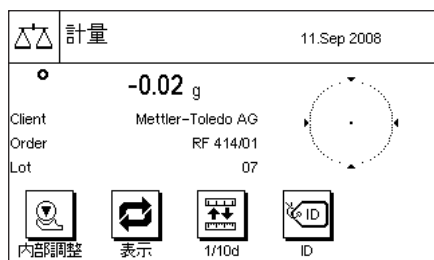 計量
11.Sep 2008
-0.02 g
Client Mettler-Toledo AG
Order RF 414/01
Lot 07
ID
内部調整 表示 1/10d ID